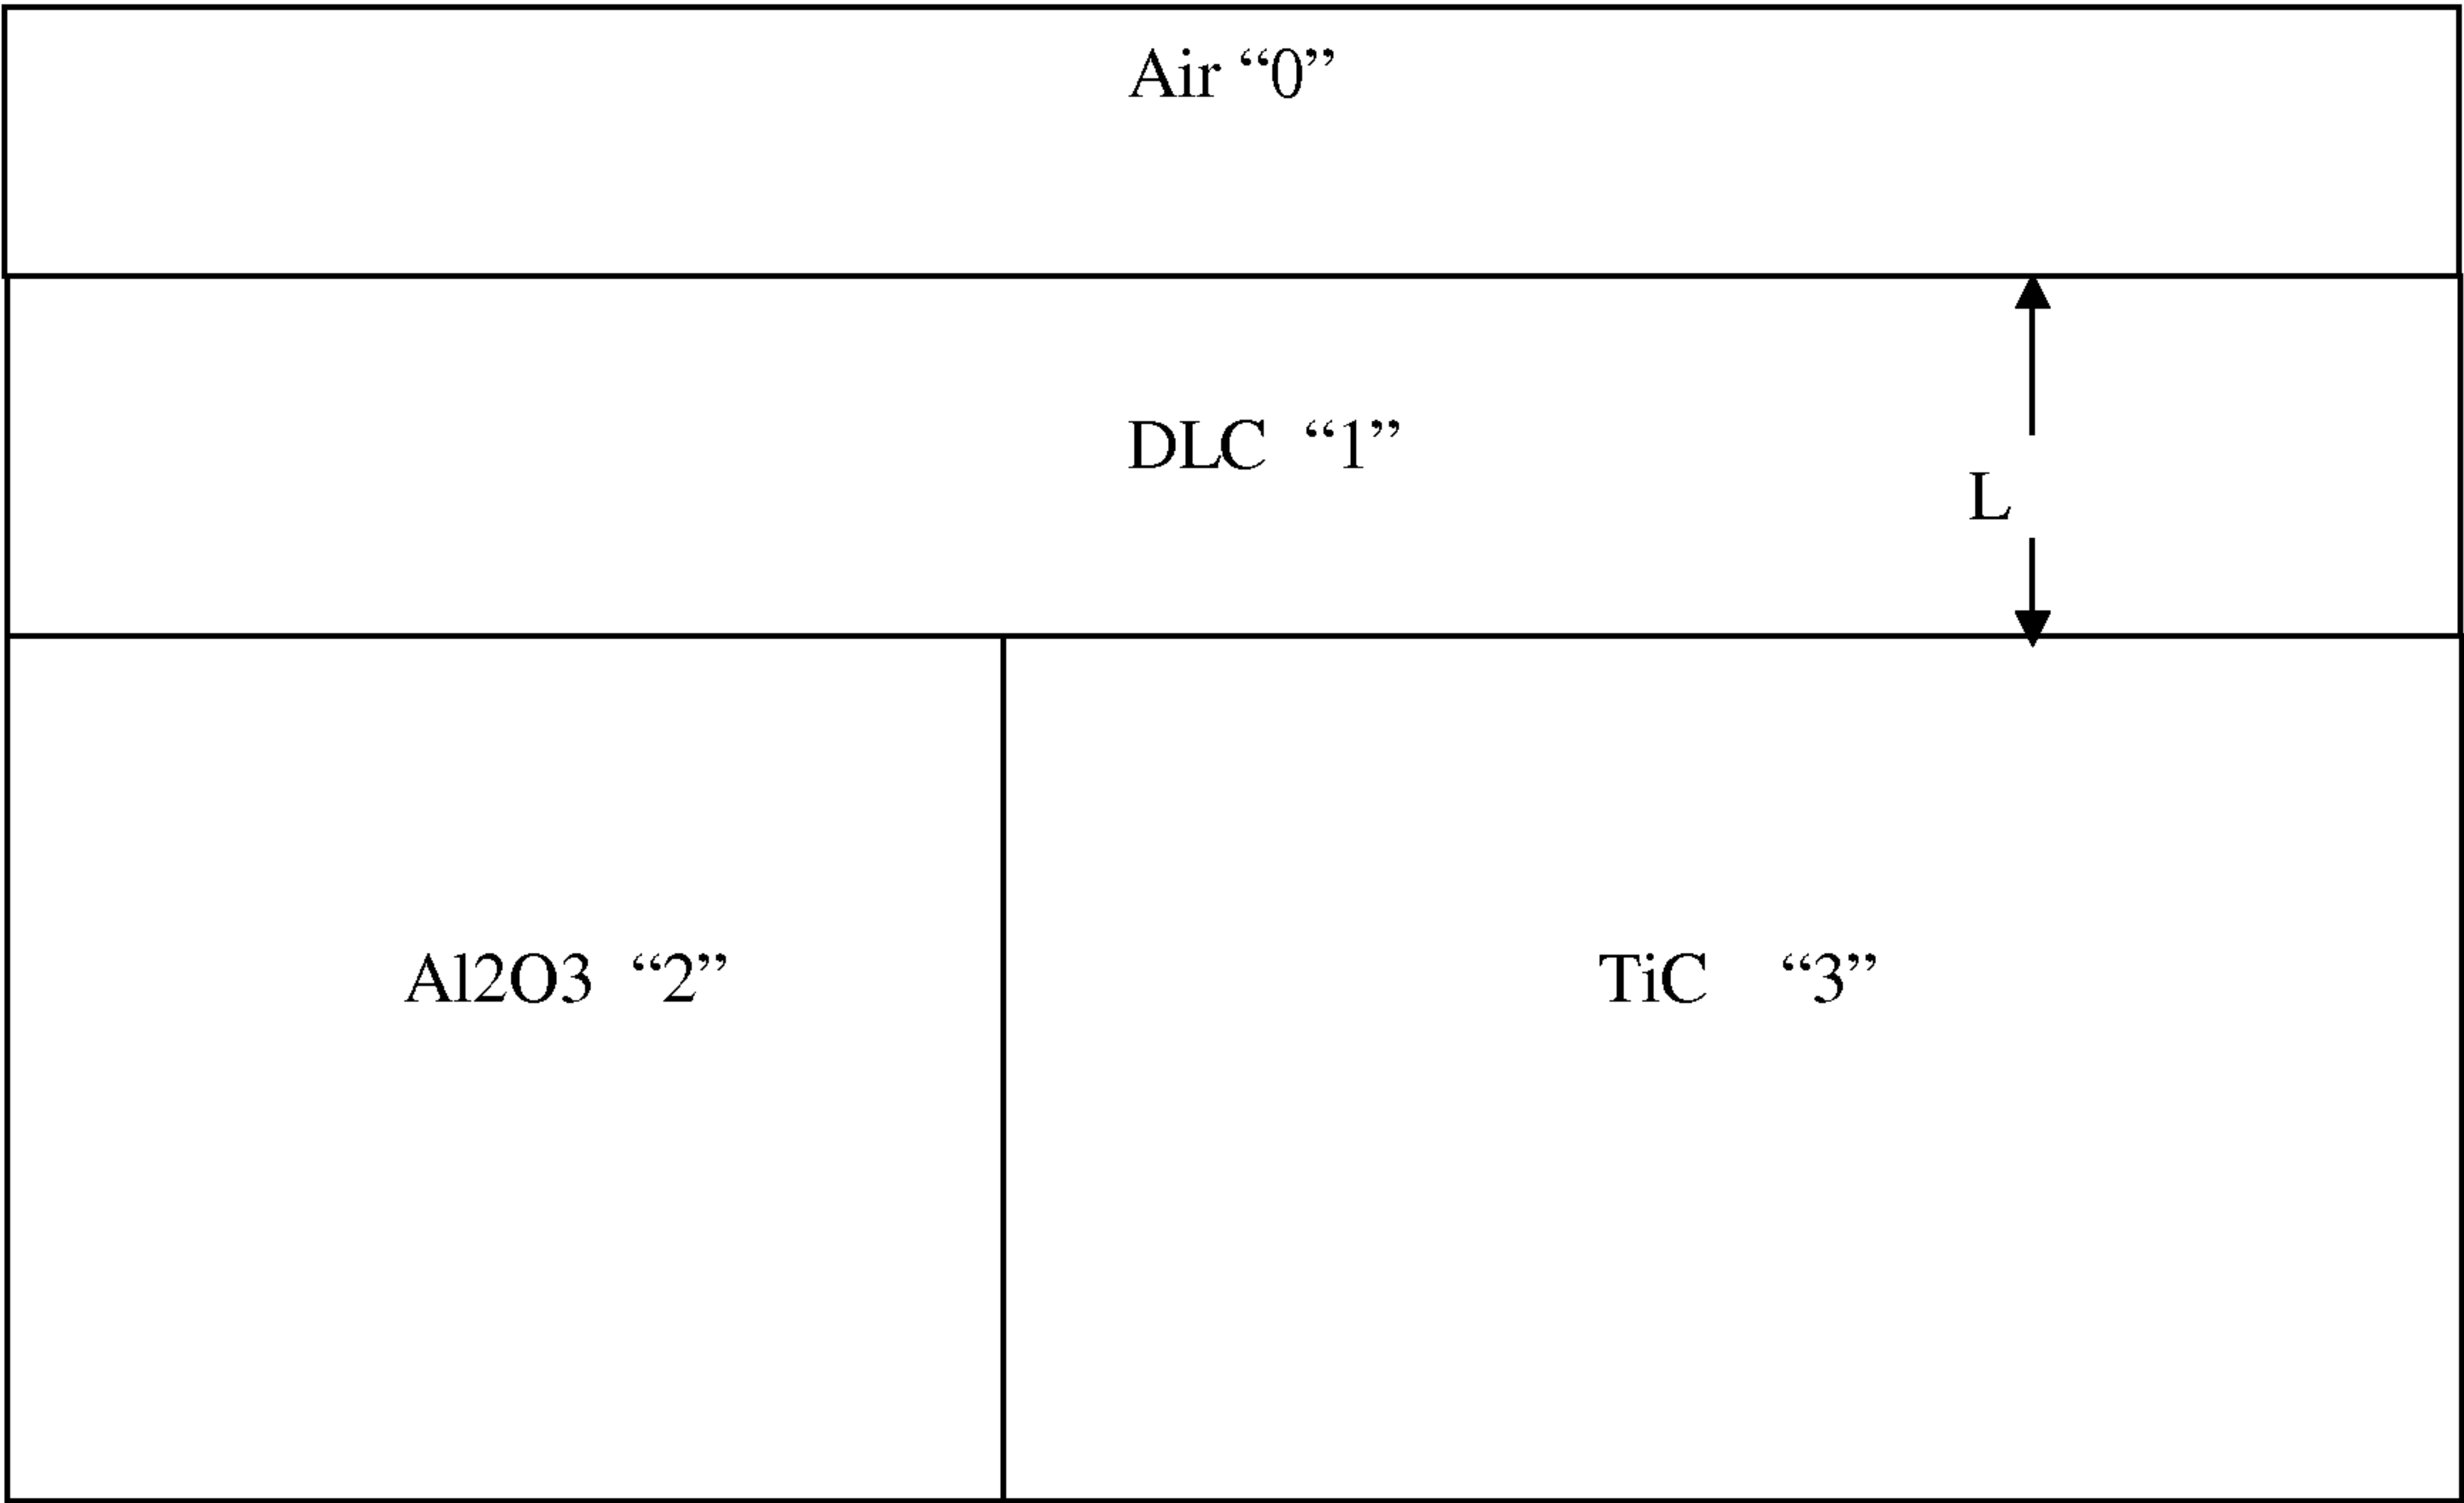 Air “0”
DLC “1”
L
Al2O3 “2”
TiC “3”